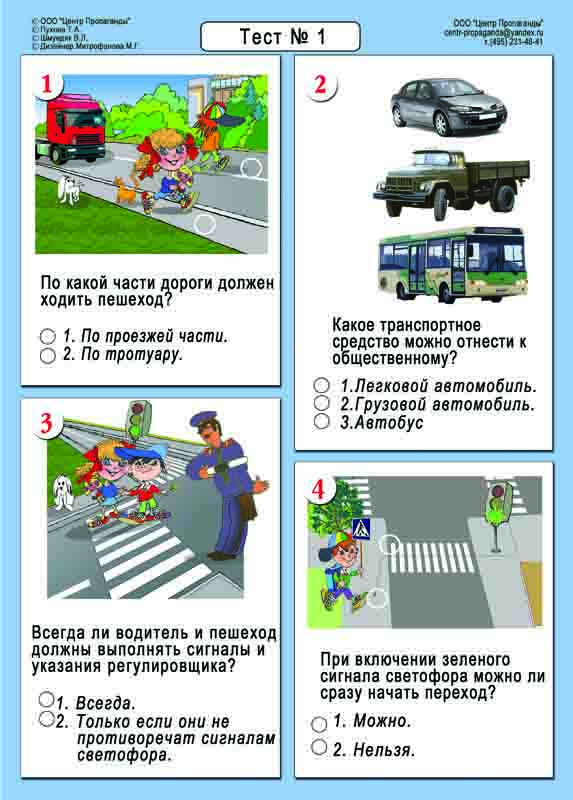 © ООО "Центр Пропаганды"
© Пухова Т.А.
© Шмундяк В.Л.
© Дизайнер Митрофанова М.Г.
Тест № 1
ООО "Центр Пропаганды"
centr-propaganda@yandex.ru
т.(495) 231-46-41
1
По какой части дороги должен
ходить пешеход?
1. По проезжей части.
2. По тротуару.
2
Какое транспортное
средство можно отнести к
общественному?
1.Легковой автомобиль.
2.Грузовой автомобиль.
3.Автобус
3
Всегда ли водитель и пешеход
должны выполнять сигналы и
указания регулировщика?
1. Всегда.
2. Только если они не
противоречат сигналам
светофора.
4
При включении зеленого
сигнала светофора можно ли
сразу начать переход?
1. Можно.
2. Нельзя.